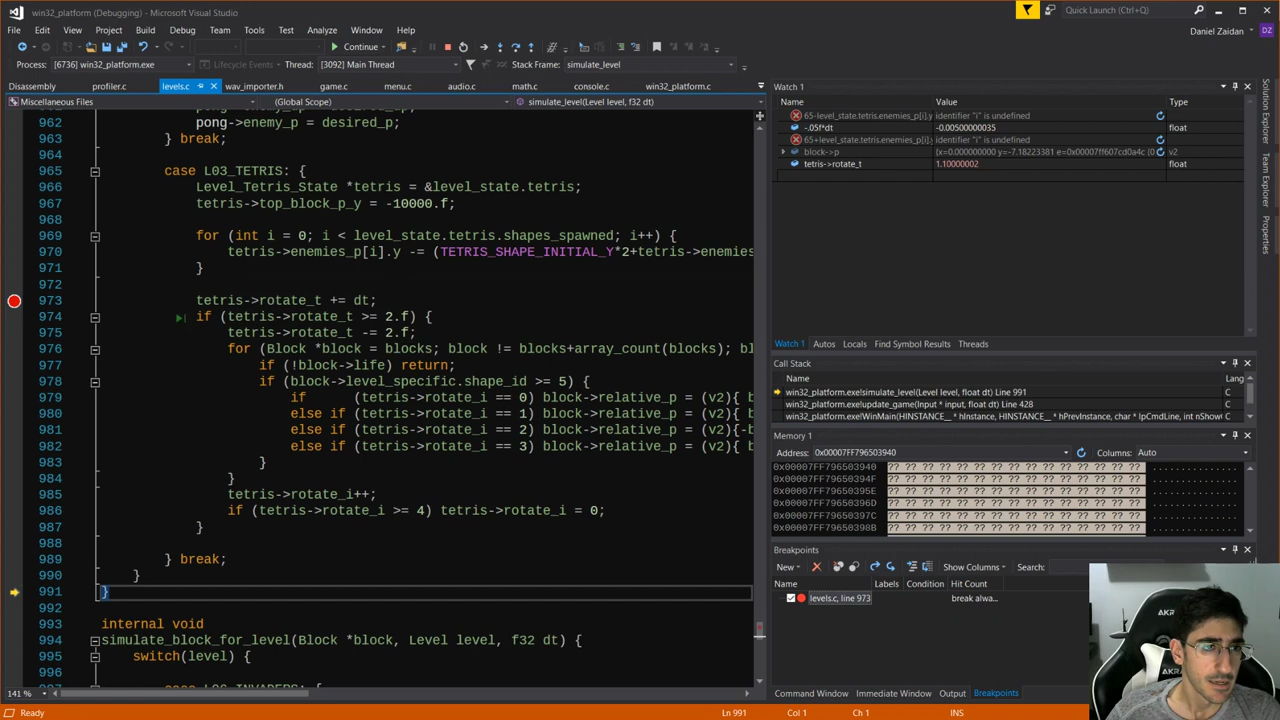 win32_platform (Debugging) - Microsoft Visual Studio
Quick Launch (Ctrl+Q)
File Edit View Project Build Debug Team Tools Test Analyze Window Help
Daniel Zaidan DZ
Continue
Process: [6736] win32_platform.exe Lifecycle Events Thread: [3092] Main Thread Stack Frame: simulate_level
Disassembly profiler.c levels.c wav_importer.h game.c menu.c audio.c math.c console.c win32_platform.c
Miscellaneous Files (Global Scope) simulate_level(Level level, f32 dt)
962 pong->enemy_p = desired_p;
963 } break;
964
965 case L03_TETRIS: {
966 Level_Tetris_State *tetris = &level_state.tetris;
967 tetris->top_block_p_y = -10000.f;
968
969 for (int i = 0; i < level_state.tetris.shapes_spawned; i++) {
970 tetris->enemies_p[i].y -= (TETRIS_SHAPE_INITIAL_Y*2+tetris->enemies
971 }
972
973 tetris->rotate_t += dt;
974 if (tetris->rotate_t >= 2.f) {
975 tetris->rotate_t -= 2.f;
976 for (Block *block = blocks; block != blocks+array_count(blocks); bl
977 if (!block->life) return;
978 if (block->level_specific.shape_id >= 5) {
979 if (tetris->rotate_i == 0) block->relative_p = (v2){ b
980 else if (tetris->rotate_i == 1) block->relative_p = (v2){ b
981 else if (tetris->rotate_i == 2) block->relative_p = (v2){-b
982 else if (tetris->rotate_i == 3) block->relative_p = (v2){ b
983 }
984 }
985 tetris->rotate_i++;
986 if (tetris->rotate_i >= 4) tetris->rotate_i = 0;
987 }
988
989 } break;
990 }
991 }
992
993 internal void
994 simulate_block_for_level(Block *block, Level level, f32 dt) {
995 switch(level) {
996
141 %
Watch 1
Name Value Type
65-level_state.tetris.enemies_p[i].y identifier "i" is undefined
-.05f*dt -0.00500000035 float
65+level_state.tetris.enemies_p[i].y identifier "i" is undefined
block->p {x=0.00000000 y=-7.18223381 e=0x00007ff607cd0a4c {0 v2
tetris->rotate_t 1.10000002 float
Watch 1 Autos Locals Find Symbol Results Threads
Call Stack
Name Lang
win32_platform.exe!simulate_level(Level level, float dt) Line 991 C
win32_platform.exe!update_game(Input * input, float dt) Line 428 C
win32_platform.exe!WinMain(HINSTANCE__ * hInstance, HINSTANCE__ * hPrevInstance, char * lpCmdLine, int nShowC C
Memory 1
Address: 0x00007FF796503940 Columns: Auto
0x00007FF796503940 ?? ?? ?? ?? ?? ?? ?? ?? ?? ?? ?? ?? ?? ?? ?? ...............
0x00007FF79650394F ?? ?? ?? ?? ?? ?? ?? ?? ?? ?? ?? ?? ?? ?? ?? ...............
0x00007FF79650395E ?? ?? ?? ?? ?? ?? ?? ?? ?? ?? ?? ?? ?? ?? ?? ...............
0x00007FF79650396D ?? ?? ?? ?? ?? ?? ?? ?? ?? ?? ?? ?? ?? ?? ?? ...............
0x00007FF79650397C ?? ?? ?? ?? ?? ?? ?? ?? ?? ?? ?? ?? ?? ?? ?? ...............
0x00007FF79650398B ?? ?? ?? ?? ?? ?? ?? ?? ?? ?? ?? ?? ?? ?? ?? ...............
Breakpoints
New Show Columns Search:
Name Labels Condition Hit Count
levels.c, line 973 break alwa...
Command Window Immediate Window Output Breakpoints
Solution Explorer
Team Explorer
Properties
AKR
AKRA
Ready Ln 991 Col 1 Ch 1 INS